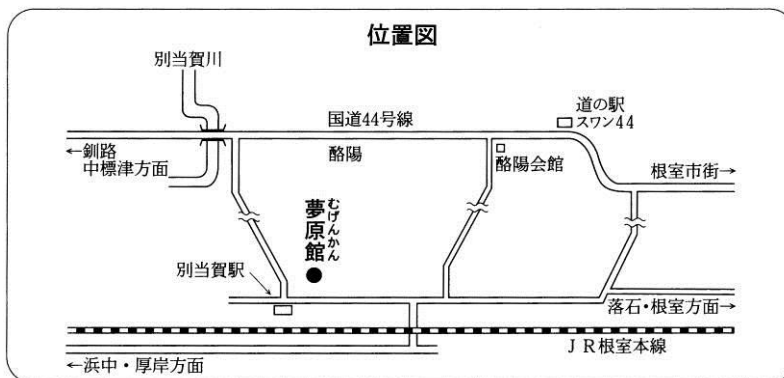 位置図
別当賀川
国道44号線
道の駅
スワン44
←釧路
中標津方面
酪陽
酪陽会館
根室市街→
むげんかん
夢原館
別当賀駅
落石・根室方面→
JR根室本線
←浜中・厚岸方面